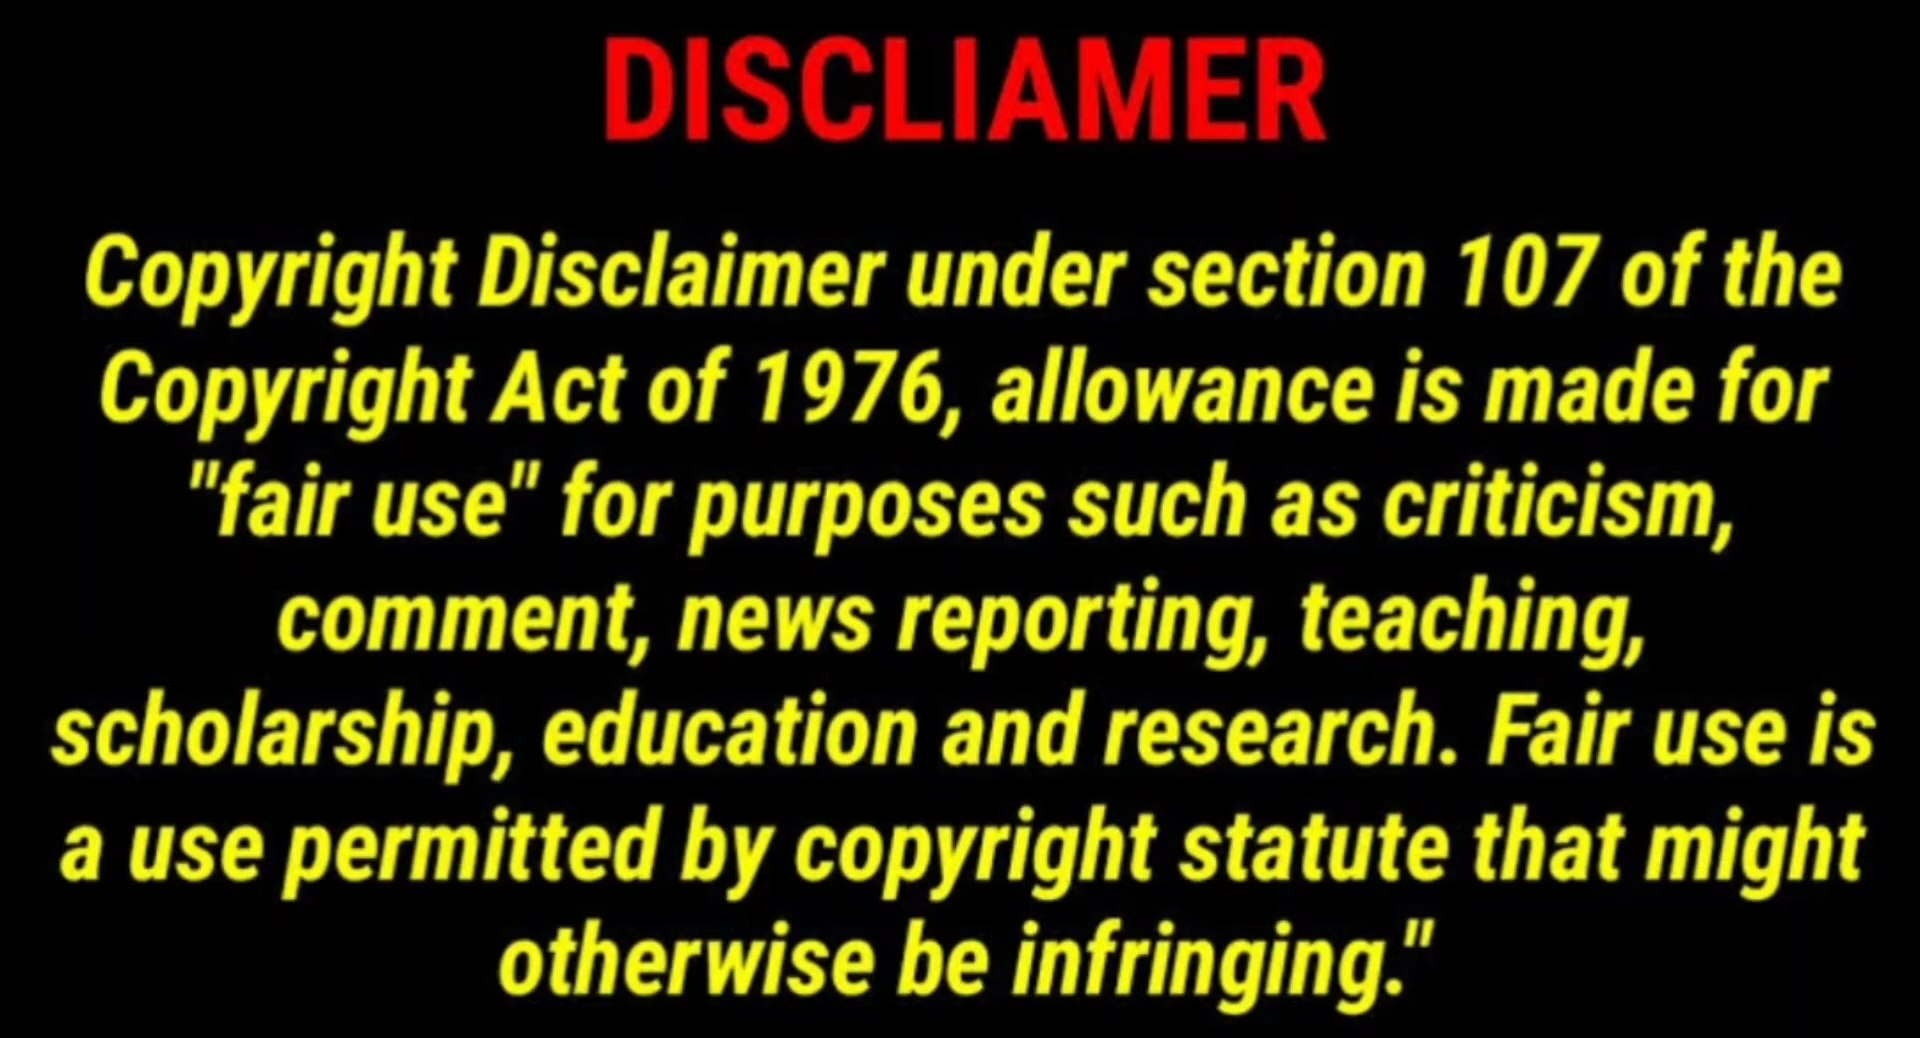 DISCLIAMER
Copyright Disclaimer under section 107 of the
Copyright Act of 1976, allowance is made for
"fair use" for purposes such as criticism,
comment, news reporting, teaching,
scholarship, education and research. Fair use is
a use permitted by copyright statute that might
otherwise be infringing."